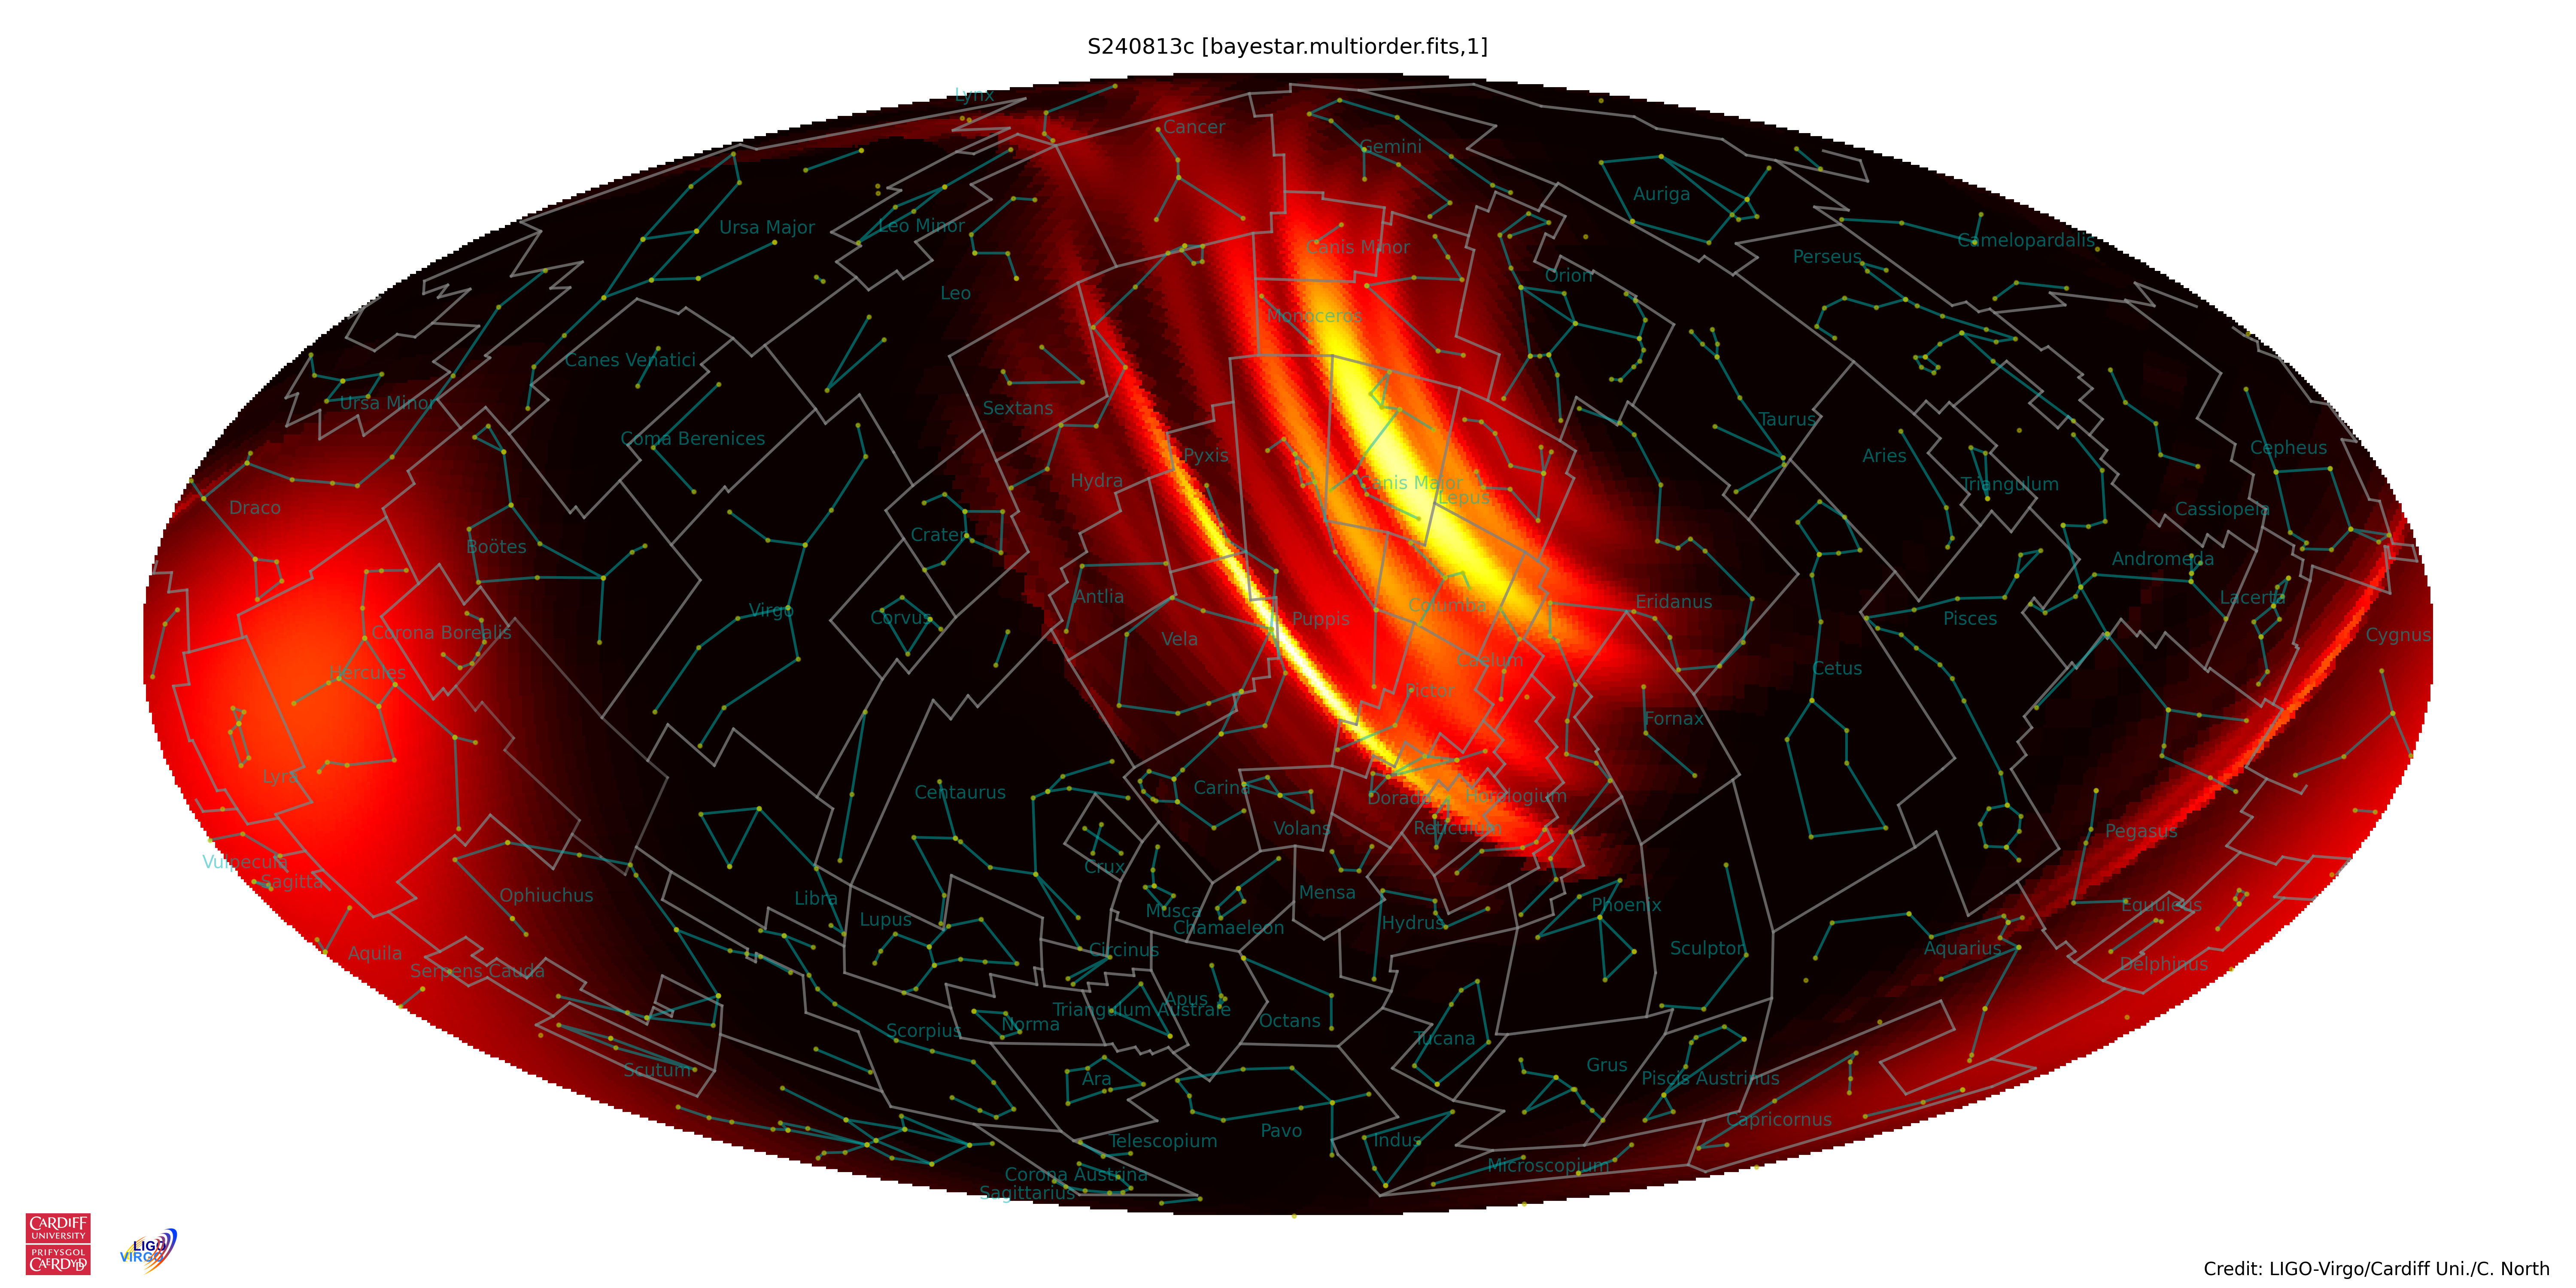 S240813c [bayestar.multiorder.fits,1]
Lynx
Cancer
Gemini
Auriga
Ursa Major
Leo Minor
Canis Minor
Camelopardalis
Perseus
Orion
Leo
Monoceros
Canes Venatici
Ursa Minor
Sextans
Taurus
Coma Berenices
Cepheus
Pyxis
Aries
Hydra
Canis Major
Triangulum
Lepus
Draco
Cassiopeia
Crater
Boötes
Andromeda
Antlia
Lacerta
Eridanus
Columba
Virgo
Corvus
Puppis
Pisces
Corona Borealis
Cygnus
Vela
Caelum
Cetus
Hercules
Pictor
Fornax
Lyra
Carina
Centaurus
Dorado
Horologium
Volans
Reticulum
Pegasus
Vulpecula
Crux
Sagitta
Mensa
Ophiuchus
Libra
Phoenix
Equuleus
Musca
Lupus
Hydrus
Chamaeleon
Sculptor
Aquarius
Circinus
Aquila
Delphinus
Serpens Cauda
Apus
Triangulum Australe
Octans
Norma
Scorpius
Tucana
Grus
Scutum
Ara
Piscis Austrinus
Capricornus
Pavo
Telescopium
Indus
Microscopium
Corona Austrina
Sagittarius
CARDIFF
UNIVERSITY
PRIFYSGOL
CAERDYDD
LIGO
VIRGO
Credit: LIGO-Virgo/Cardiff Uni./C. North